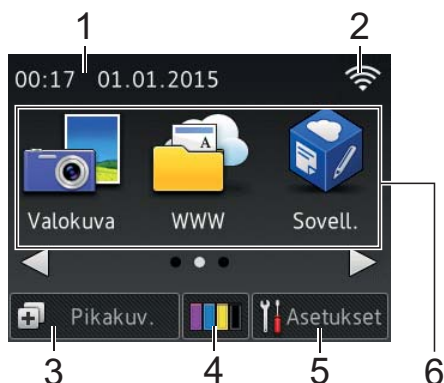 1 2
00:17 01.01.2015
A
Valokuva WWW Sovell.
Pikakuv. Asetukset
3 4 5 6